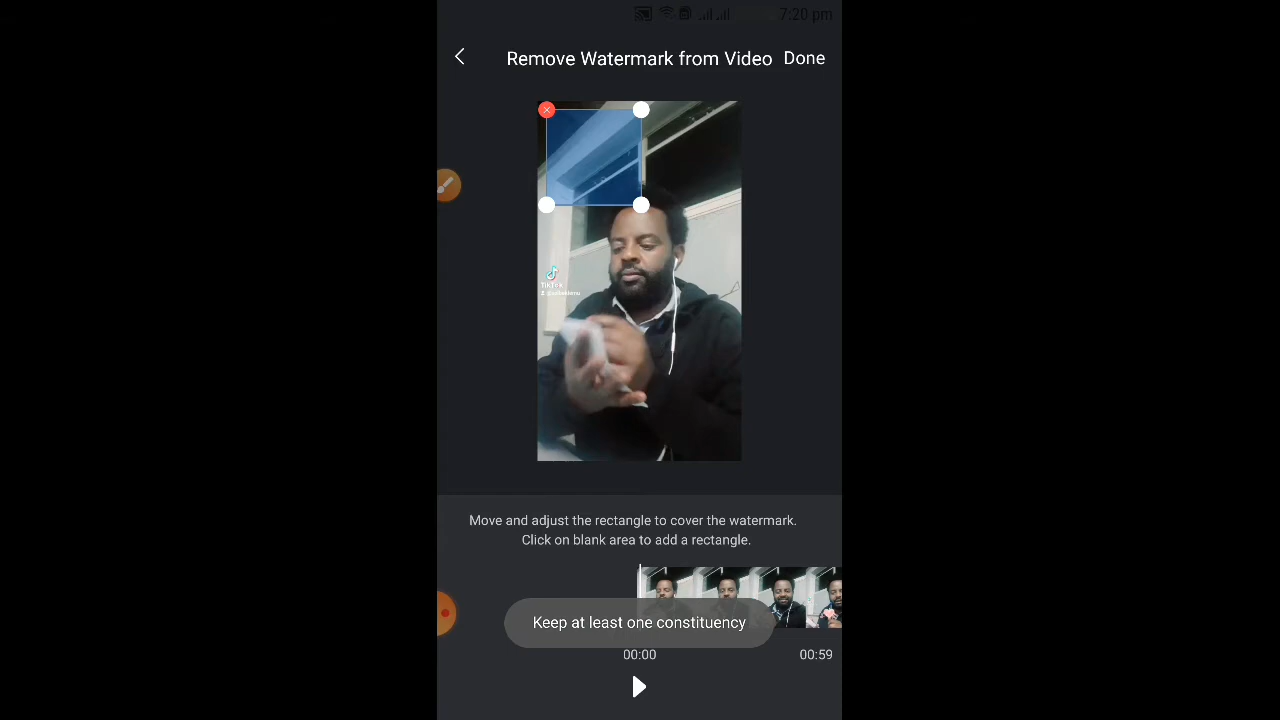 7:20 pm
Remove Watermark from Video
Done
TikTok
Move and adjust the rectangle to cover the watermark.
Click on blank area to add a rectangle.
Keep at least one constituency
00:00
00:59